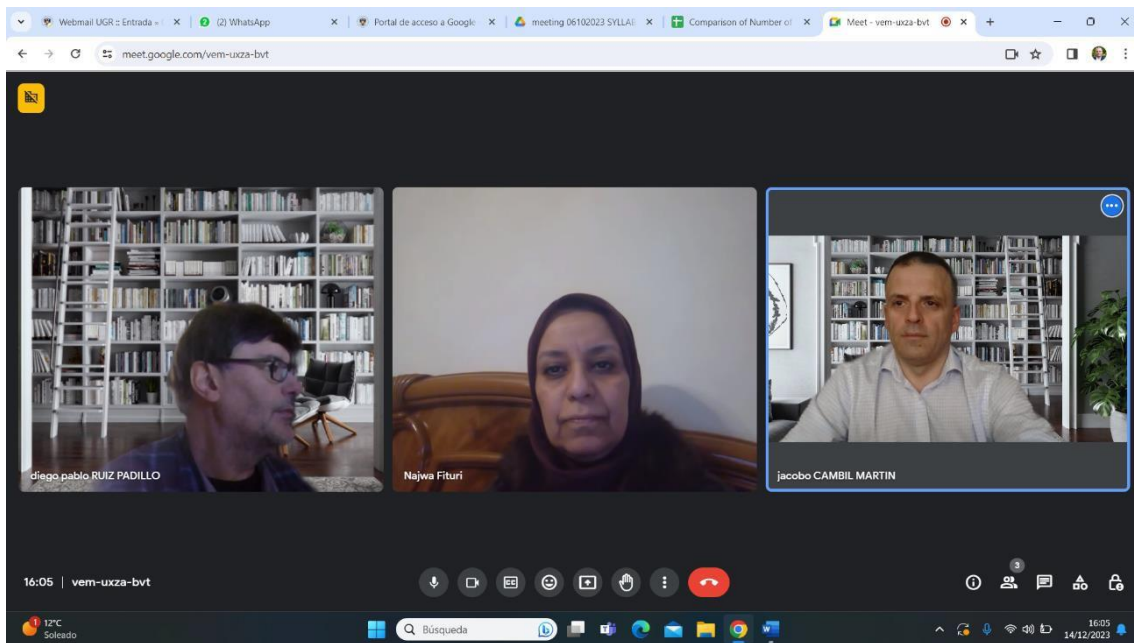 Webmail UGR :: Entrada
(2) WhatsApp
Portal de acceso a Google
meeting 06102023 SYLLAB
Comparison of Number of
Meet - vem-uxza-bvt
meet.google.com/vem-uxza-bvt
diego pablo RUIZ PADILLO
Najwa Fituri
jacobo CAMBIL MARTIN
16:05 | vem-uxza-bvt
CC
3
1
12°C
Soleado
Búsqueda
16:05
14/12/2023